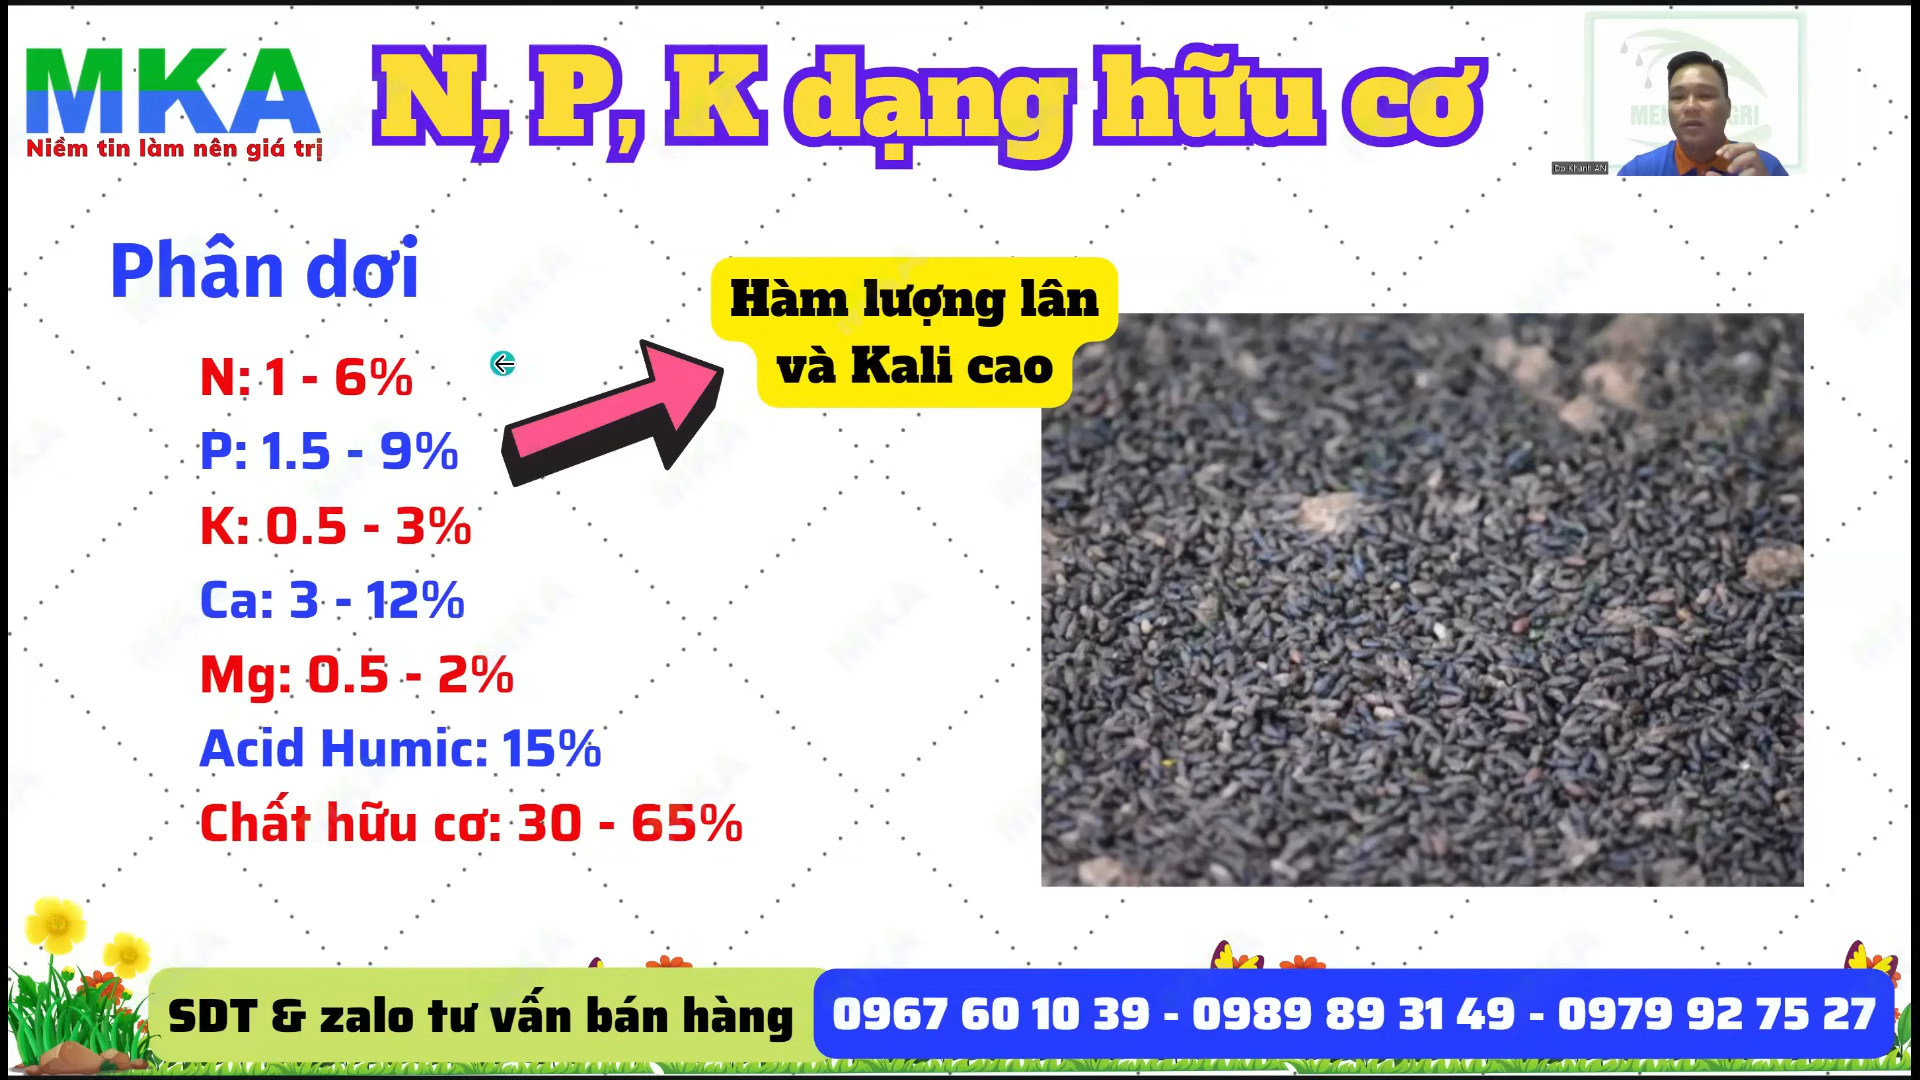 MKA
Niềm tin làm nên giá trị
N, P, K dạng hữu cơ
Do Khanh AN
Phân dơi
Hàm lượng lân
và Kali cao
N: 1 - 6%
P: 1.5 - 9%
K: 0.5 - 3%
Ca: 3 - 12%
Mg: 0.5 - 2%
Acid Humic: 15%
Chất hữu cơ: 30 - 65%
SDT & zalo tư vấn bán hàng
0967 60 10 39 - 0989 89 31 49 - 0979 92 75 27